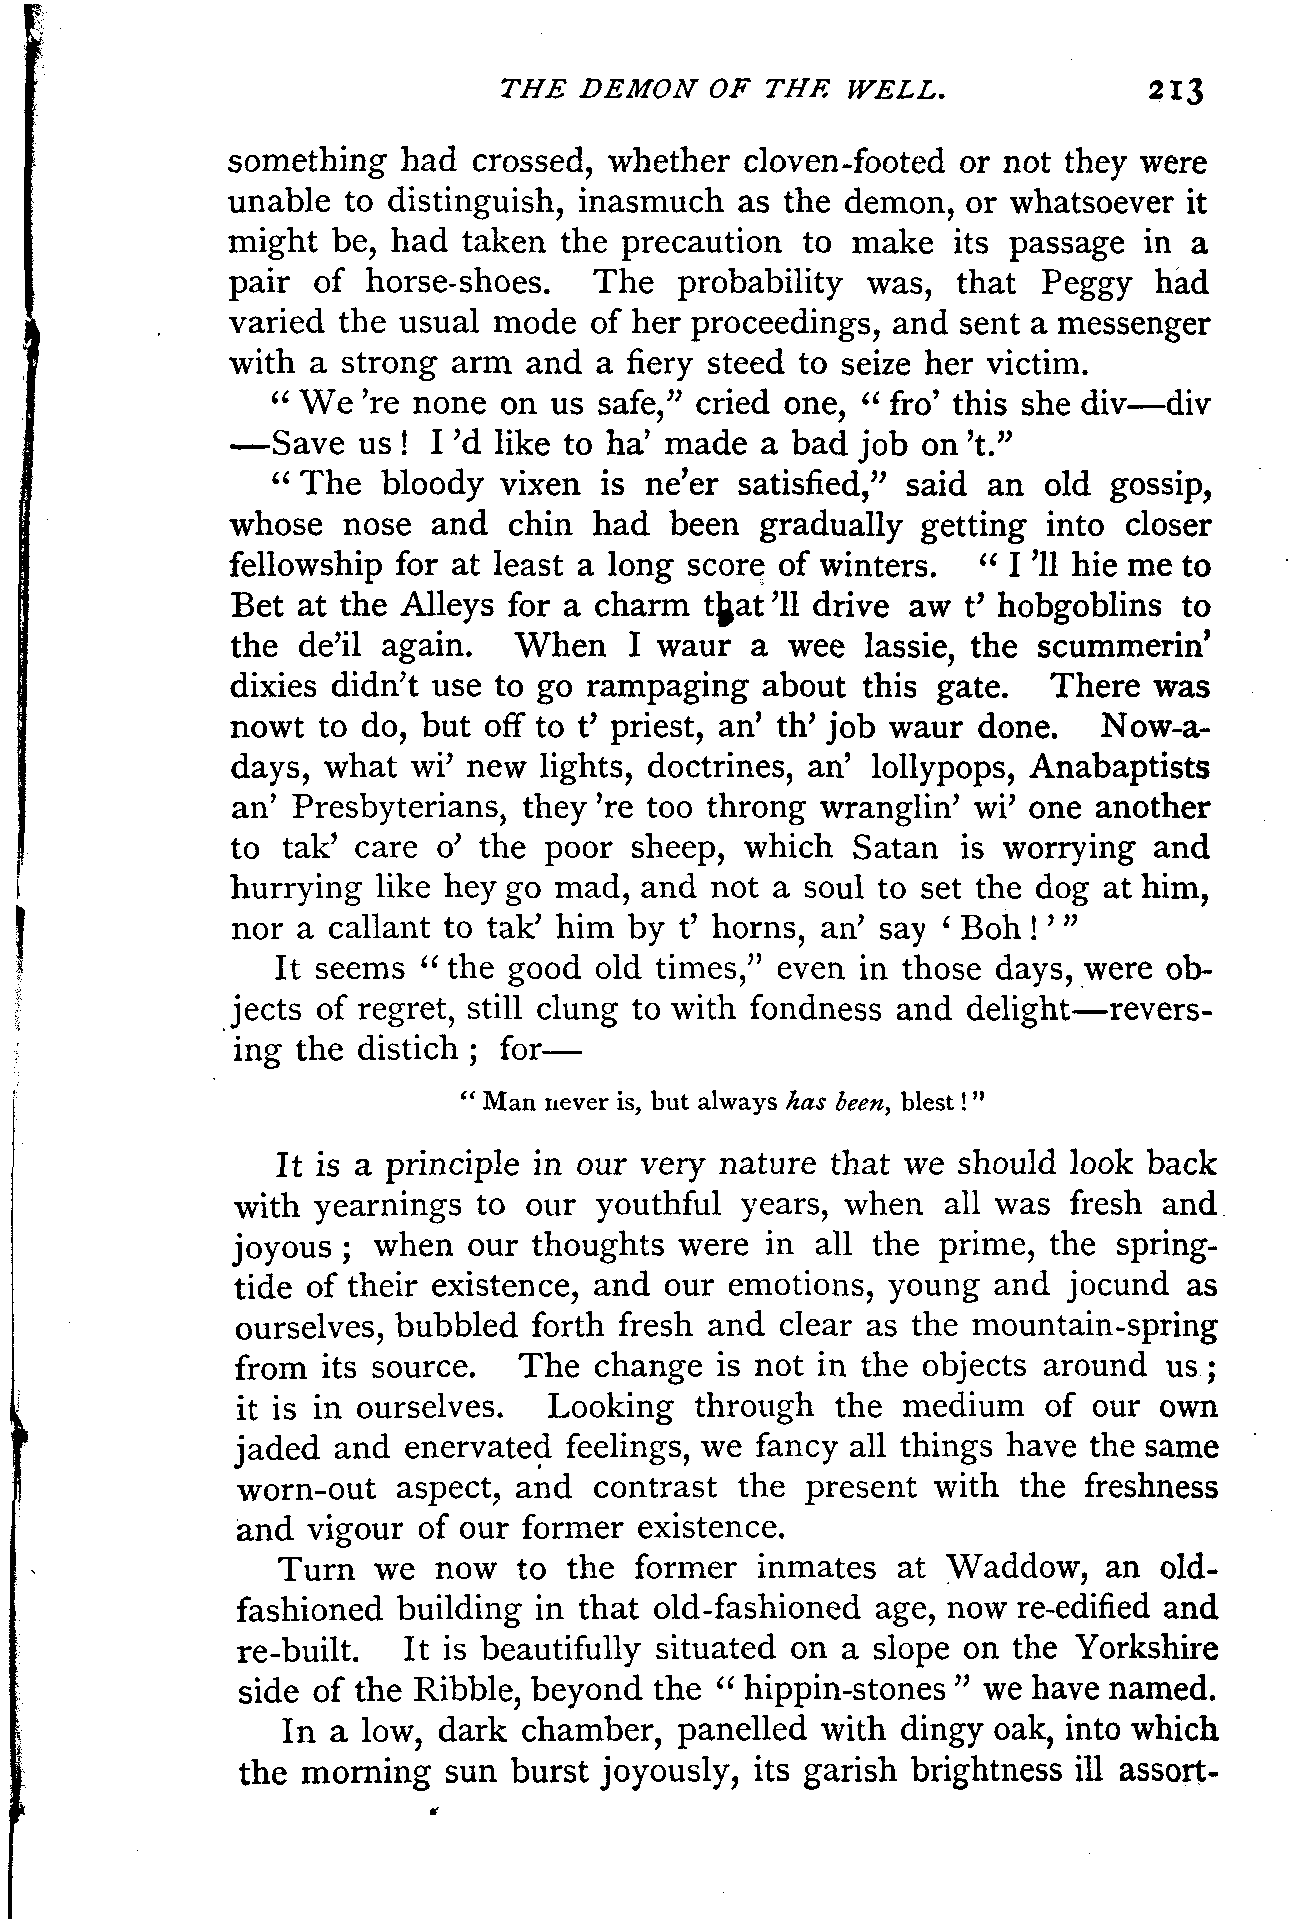 THE DEMON OF THE WELL. 213
something had crossed, whether cloven-footed or not they were
unable to distinguish, inasmuch as the demon, or whatsoever it
might be, had taken the precaution to make its passage in a
pair of horse-shoes. The probability was, that Peggy had
varied the usual mode of her proceedings, and sent a messenger
with a strong arm and a fiery steed to seize her victim.
“We 're none on us safe,” cried one, “fro' this she div—div
—Save us! I 'd like to ha' made a bad job on 't.”
“The bloody vixen is ne'er satisfied,” said an old gossip,
whose nose and chin had been gradually getting into closer
fellowship for at least a long score of winters. “I 'll hie me to
Bet at the Alleys for a charm that 'll drive aw t' hobgoblins to
the de'il again. When I waur a wee lassie, the scummerin'
dixies didn't use to go rampaging about this gate. There was
nowt to do, but off to t' priest, an' th' job waur done. Now-a-
days, what wi' new lights, doctrines, an' lollypops, Anabaptists
an' Presbyterians, they 're too throng wranglin' wi' one another
to tak' care o' the poor sheep, which Satan is worrying and
hurrying like hey go mad, and not a soul to set the dog at him,
nor a callant to tak' him by t' horns, an' say ‘Boh!’”
It seems “the good old times,” even in those days, were ob-
jects of regret, still clung to with fondness and delight—revers-
ing the distich; for—
“Man never is, but always has been, blest!”
It is a principle in our very nature that we should look back
with yearnings to our youthful years, when all was fresh and
joyous; when our thoughts were in all the prime, the spring-
tide of their existence, and our emotions, young and jocund as
ourselves, bubbled forth fresh and clear as the mountain-spring
from its source. The change is not in the objects around us;
it is in ourselves. Looking through the medium of our own
jaded and enervated feelings, we fancy all things have the same
worn-out aspect, and contrast the present with the freshness
and vigour of our former existence.
Turn we now to the former inmates at Waddow, an old-
fashioned building in that old-fashioned age, now re-edified and
re-built. It is beautifully situated on a slope on the Yorkshire
side of the Ribble, beyond the “hippin-stones” we have named.
In a low, dark chamber, panelled with dingy oak, into which
the morning sun burst joyously, its garish brightness ill assort-